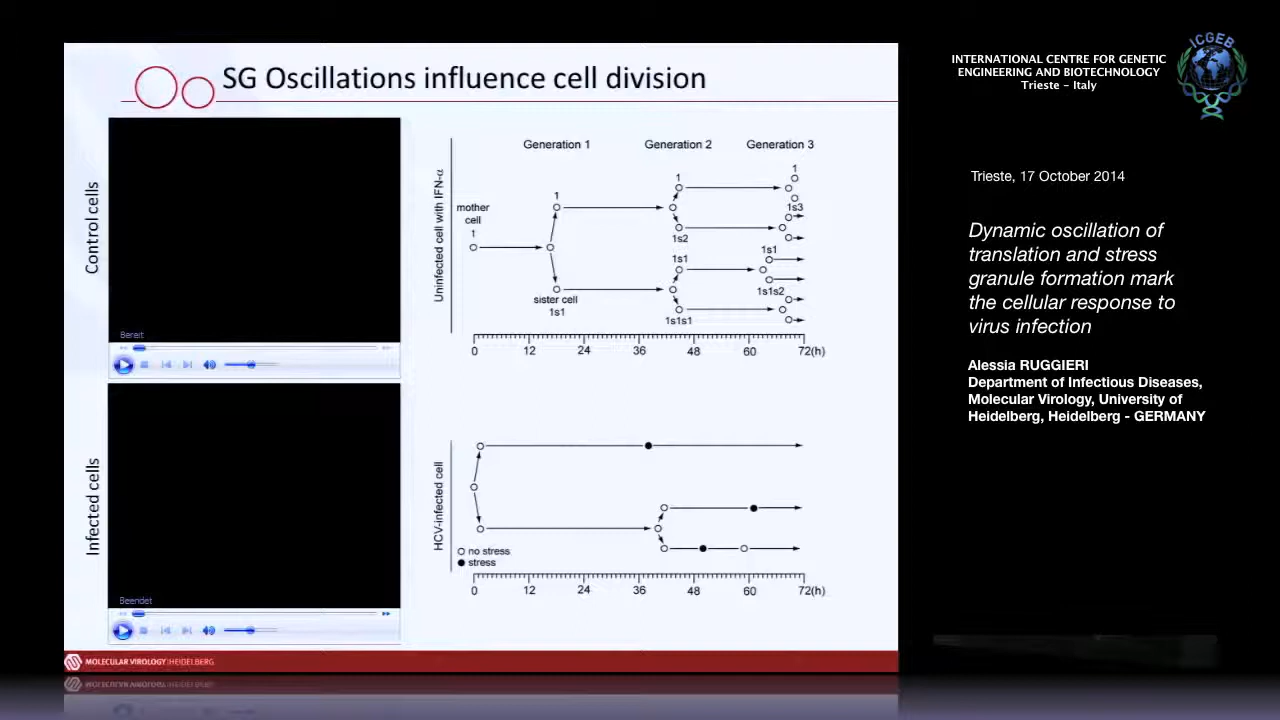 SG Oscillations influence cell division
Control cells
Bereit
Infected cells
Beendet
Uninfected cell with IFN-α
Generation 1
Generation 2
Generation 3
mother
cell
1
1
sister cell
1s1
1
1s2
1s1
1s1s1
1
1s3
1s1
1s1s2
0 12 24 36 48 60 72(h)
HCV-infected cell
no stress
stress
0 12 24 36 48 60 72(h)
MOLECULAR VIROLOGY HEIDELBERG
ICGEB
INTERNATIONAL CENTRE FOR GENETIC
ENGINEERING AND BIOTECHNOLOGY
Trieste - Italy
Trieste, 17 October 2014
Dynamic oscillation of
translation and stress
granule formation mark
the cellular response to
virus infection
Alessia RUGGIERI
Department of Infectious Diseases,
Molecular Virology, University of
Heidelberg, Heidelberg - GERMANY